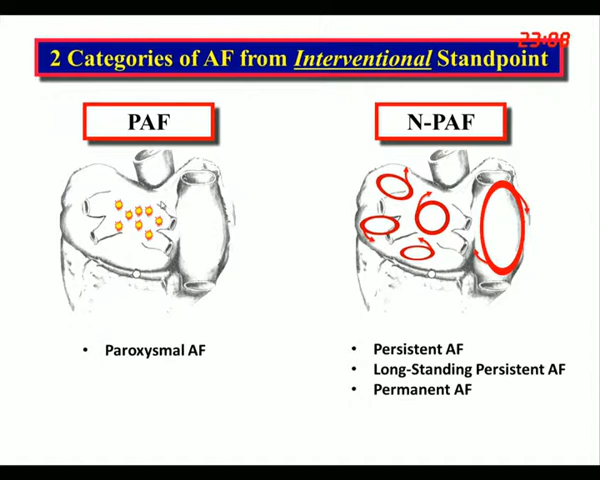 23:08
2 Categories of AF from Interventional Standpoint
PAF
N-PAF
• Paroxysmal AF
• Persistent AF
• Long-Standing Persistent AF
• Permanent AF